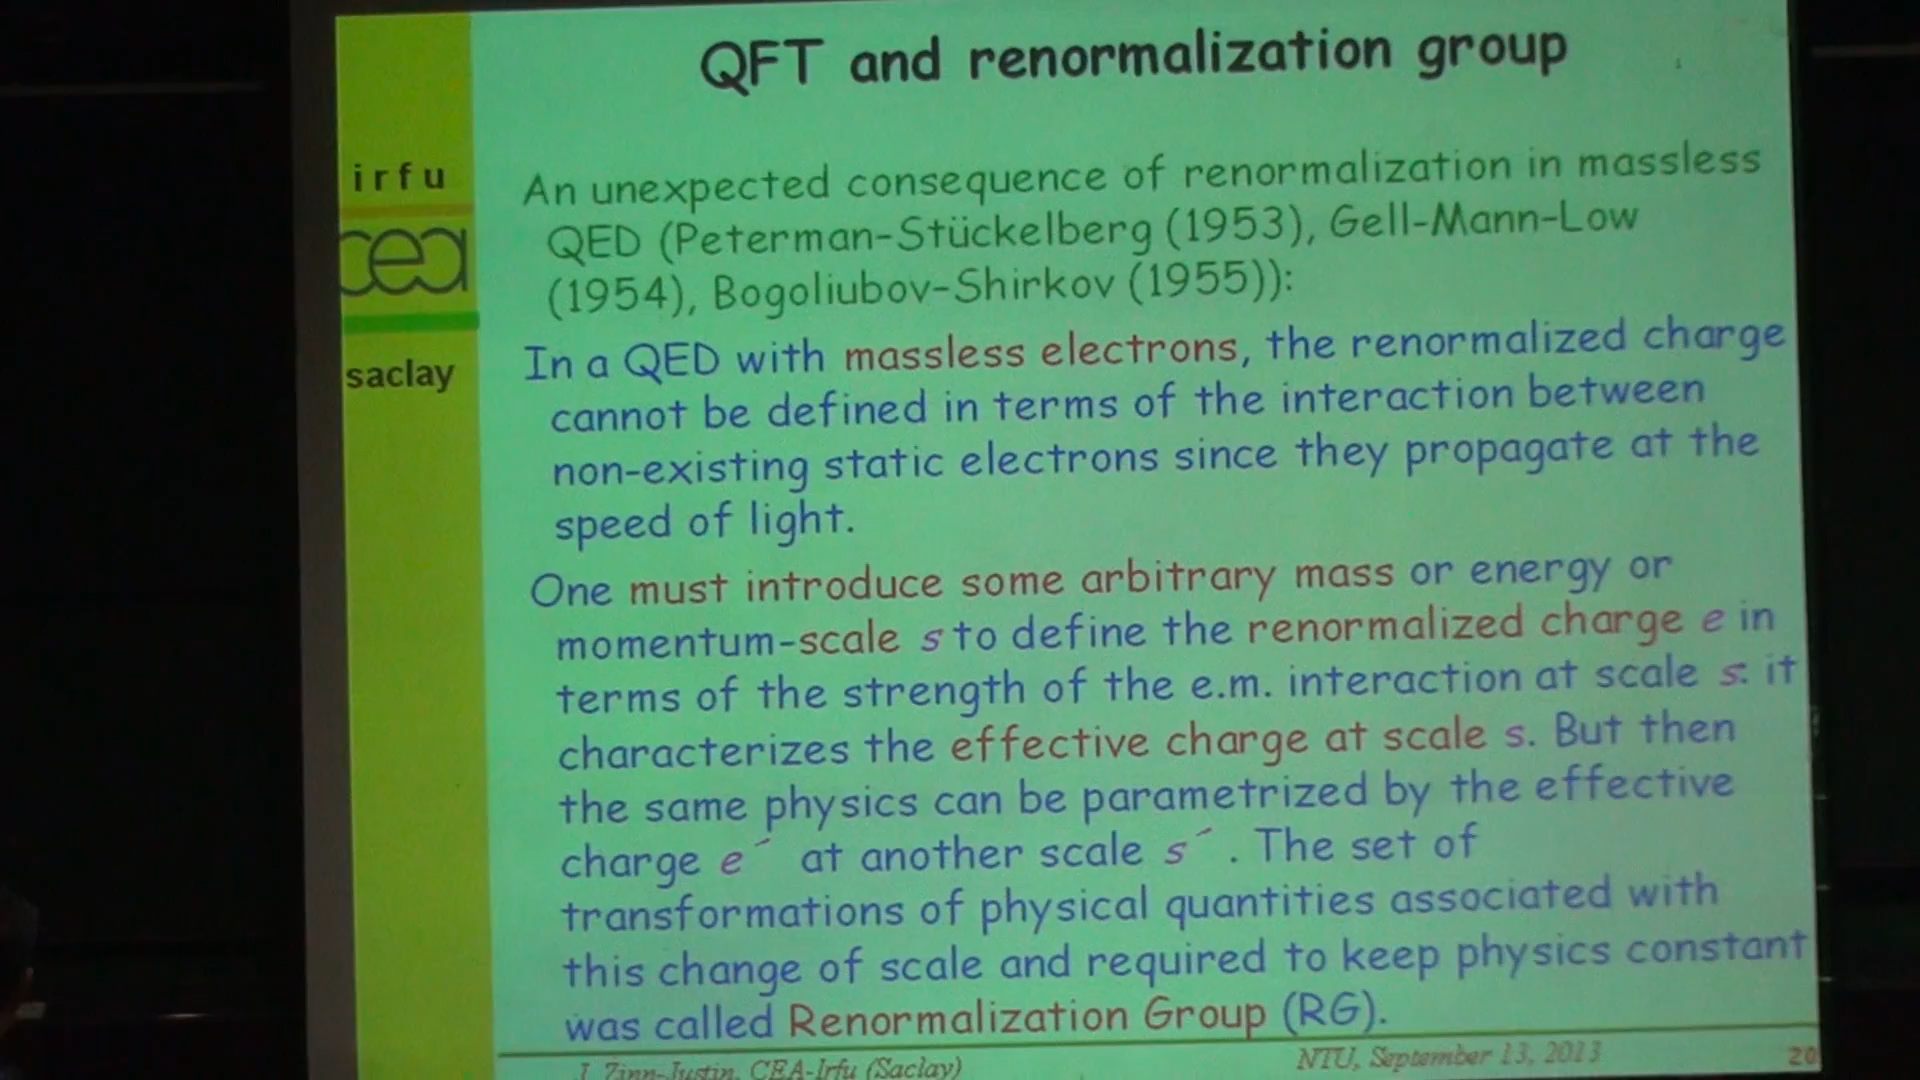 QFT and renormalization group
irfu
cea
saclay
An unexpected consequence of renormalization in massless
QED (Peterman-Stückelberg (1953), Gell-Mann-Low
(1954), Bogoliubov-Shirkov (1955)):
In a QED with massless electrons, the renormalized charge
cannot be defined in terms of the interaction between
non-existing static electrons since they propagate at the
speed of light.
One must introduce some arbitrary mass or energy or
momentum-scale s to define the renormalized charge e in
terms of the strength of the e.m. interaction at scale s: it
characterizes the effective charge at scale s. But then
the same physics can be parametrized by the effective
charge e´ at another scale s´. The set of
transformations of physical quantities associated with
this change of scale and required to keep physics constant
was called Renormalization Group (RG).
J. Zinn-Justin, CEA-Irfu (Saclay)
NTU, September 13, 2013
20